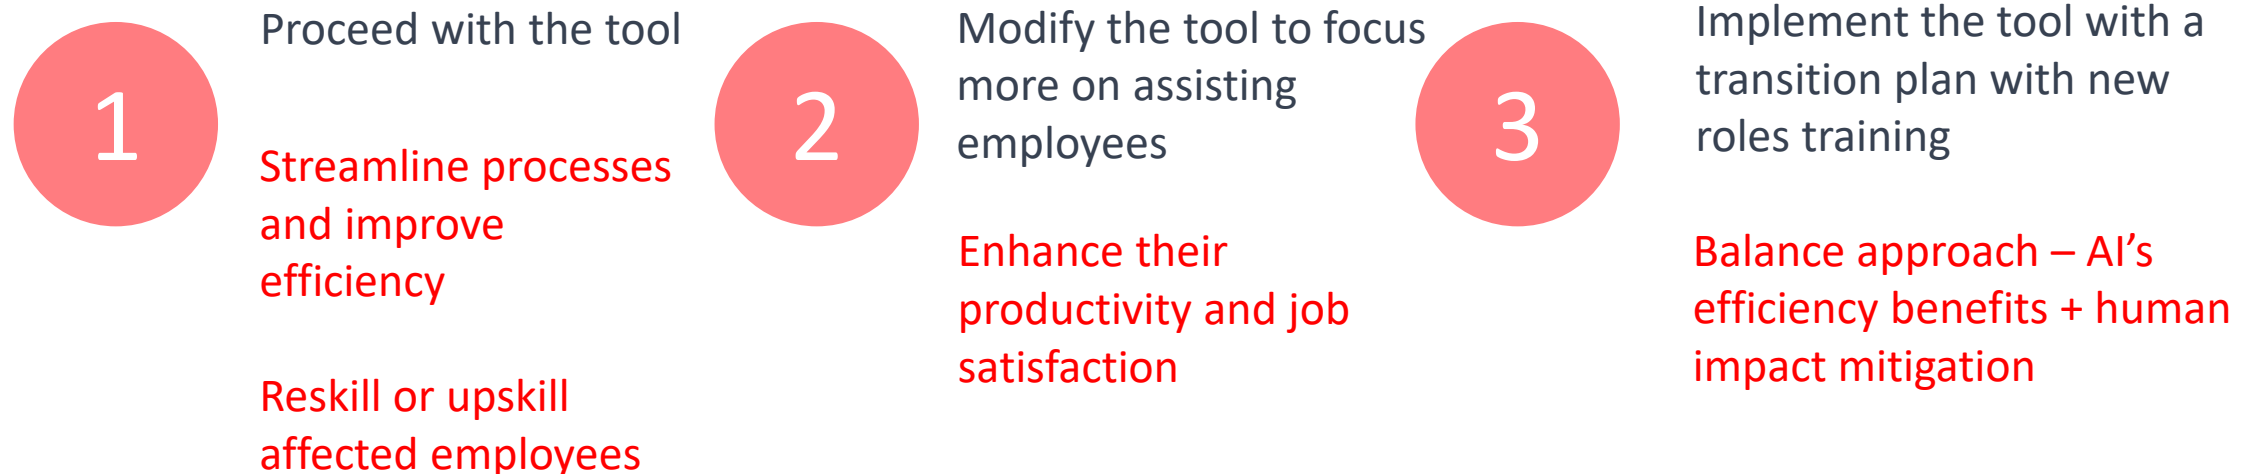 1
Proceed with the tool
Streamline processes
and improve
efficiency
Reskill or upskill
affected employees
2
Modify the tool to focus
more on assisting
employees
Enhance their
productivity and job
satisfaction
3
Implement the tool with a
transition plan with new
roles training
Balance approach – AI’s
efficiency benefits + human
impact mitigation